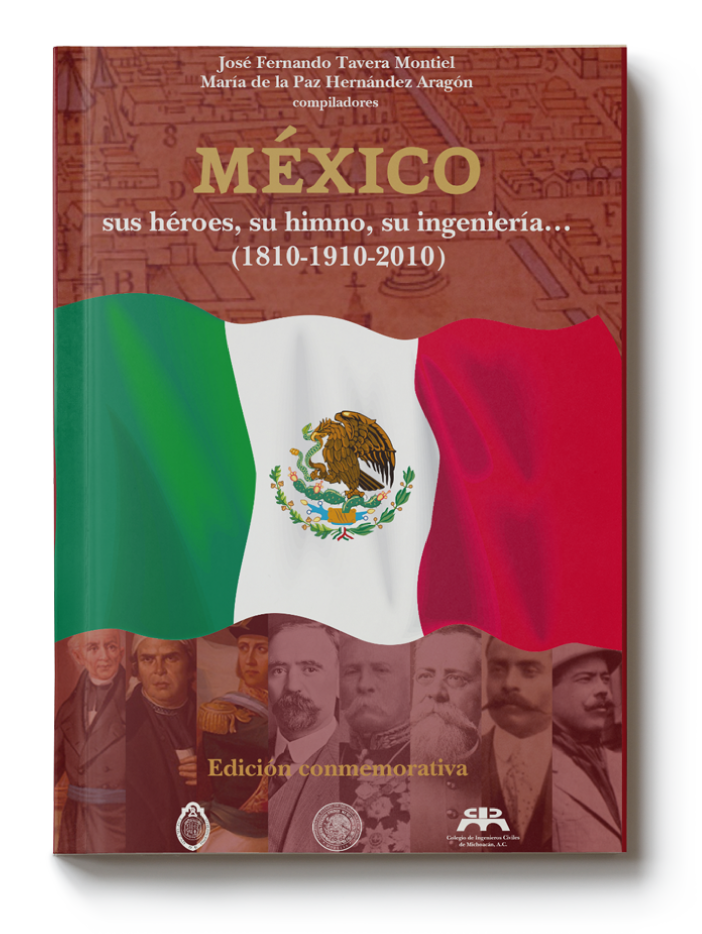 José Fernando Tavera Montiel
María de la Paz Hernández Aragón
compiladores
MÉXICO
sus héroes, su himno, su ingeniería...
(1810-1910-2010)
Edición conmemorativa
Colegio de Ingenieros Civiles
de Michoacán, A.C.